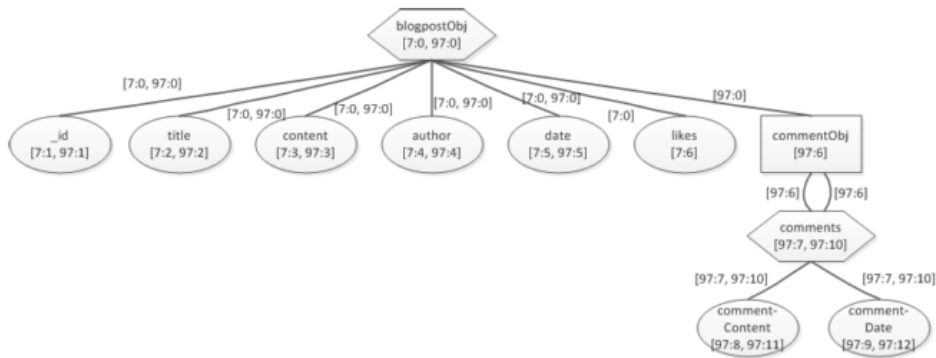 blogpostObj
[7:0, 97:0]
[7:0, 97:0]
[7:0, 97:0]
[7:0, 97:0]
[7:0, 97:0]
[7:0, 97:0]
[7:0]
[97:0]
_id
[7:1, 97:1]
title
[7:2, 97:2]
content
[7:3, 97:3]
author
[7:4, 97:4]
date
[7:5, 97:5]
likes
[7:6]
commentObj
[97:6]
[97:6]
[97:6]
comments
[97:7, 97:10]
[97:7, 97:10]
[97:7, 97:10]
comment-
Content
[97:8, 97:11]
comment-
Date
[97:9, 97:12]